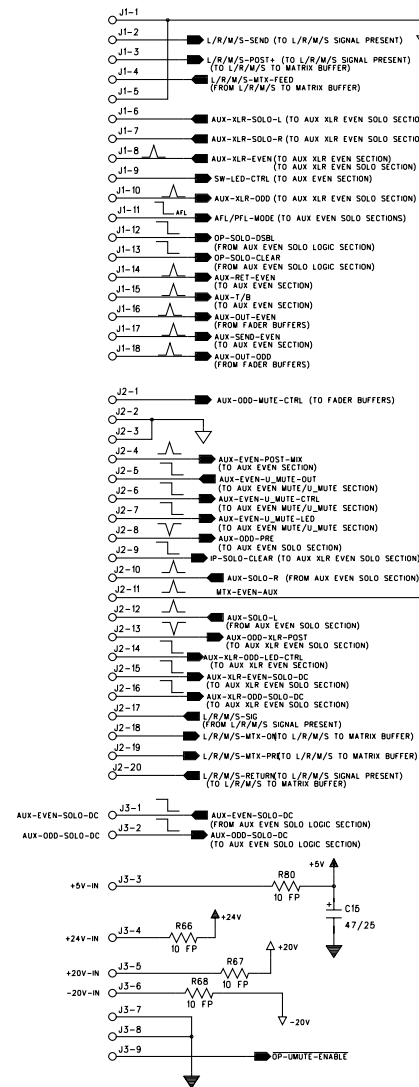 J1-1
J1-2 L/R/M/S-SEND (TO L/R/M/S SIGNAL PRESENT)
J1-3 L/R/M/S-POST+ (TO L/R/M/S SIGNAL PRESENT)
(TO L/R/M/S TO MATRIX BUFFER)
J1-4 L/R/M/S-MTX-FEED
(FROM L/R/M/S TO MATRIX BUFFER)
J1-5
J1-6 AUX-XLR-SOLO-L (TO AUX XLR EVEN SOLO SECTIO
J1-7 AUX-XLR-SOLO-R (TO AUX XLR EVEN SOLO SECTIO
J1-8 AUX-XLR-EVEN (TO AUX XLR EVEN SECTION)
(TO AUX XLR EVEN SOLO SECTION)
J1-9 SW-LED-CTRL (TO AUX EVEN SECTION)
J1-10 AUX-XLR-ODD (TO AUX XLR EVEN SOLO SECTION)
J1-11 AFL AFL/PFL-MODE (TO AUX EVEN SOLO SECTIONS)
J1-12 OP-SOLO-DSBL
(FROM AUX EVEN SOLO LOGIC SECTION)
J1-13 OP-SOLO-CLEAR
(FROM AUX EVEN SOLO LOGIC SECTION)
J1-14 AUX-RET-EVEN
(TO AUX EVEN SECTION)
J1-15 AUX-T/B
(TO AUX EVEN SECTION)
J1-16 AUX-OUT-EVEN
(FROM FADER BUFFERS)
J1-17 AUX-SEND-EVEN
(TO AUX EVEN SECTION)
J1-18 AUX-OUT-ODD
(FROM FADER BUFFERS)
J2-1 AUX-ODD-MUTE-CTRL (TO FADER BUFFERS)
J2-2
J2-3
J2-4 AUX-EVEN-POST-MIX
(TO AUX EVEN SECTION)
J2-5 AUX-EVEN-U_MUTE-OUT
(TO AUX EVEN MUTE/U_MUTE SECTION)
J2-6 AUX-EVEN-U_MUTE-CTRL
(TO AUX EVEN MUTE/U_MUTE SECTION)
J2-7 AUX-EVEN-U_MUTE-LED
(TO AUX EVEN MUTE/U_MUTE SECTION)
J2-8 AUX-ODD-PRE
(TO AUX EVEN SOLO SECTION)
J2-9 IP-SOLO-CLEAR (TO AUX XLR EVEN SOLO SECTION)
J2-10 AUX-SOLO-R (FROM AUX EVEN SOLO SECTION)
J2-11 MTX-EVEN-AUX
J2-12 AUX-SOLO-L
(FROM AUX EVEN SOLO SECTION)
J2-13 AUX-ODD-XLR-POST
(TO AUX XLR EVEN SOLO SECTION)
J2-14 AUX-XLR-ODD-LED-CTRL
(TO AUX XLR EVEN SECTION)
J2-15 AUX-XLR-EVEN-SOLO-DC
(TO AUX XLR EVEN SOLO SECTION)
J2-16 AUX-XLR-ODD-SOLO-DC
(TO AUX XLR EVEN SOLO SECTION)
J2-17 L/R/M/S-SIG
(FROM L/R/M/S SIGNAL PRESENT)
J2-18 L/R/M/S-MTX-ON(TO L/R/M/S TO MATRIX BUFFER)
J2-19 L/R/M/S-MTX-PRE(TO L/R/M/S TO MATRIX BUFFER)
J2-20 L/R/M/S-RETURN(TO L/R/M/S SIGNAL PRESENT)
(TO L/R/M/S TO MATRIX BUFFER)
AUX-EVEN-SOLO-DC J3-1 AUX-EVEN-SOLO-DC
(FROM AUX EVEN SOLO LOGIC SECTION)
AUX-ODD-SOLO-DC J3-2 AUX-ODD-SOLO-DC
(TO AUX EVEN SOLO LOGIC SECTION)
+5V
+5V-IN J3-3 R80
10 FP
+ C15
47/25
+24V
+24V-IN J3-4 R66
10 FP
+20V
+20V-IN J3-5 R67
10 FP
-20V-IN J3-6 R68
10 FP
-20V
J3-7
J3-8
J3-9 OP-UMUTE-ENABLE